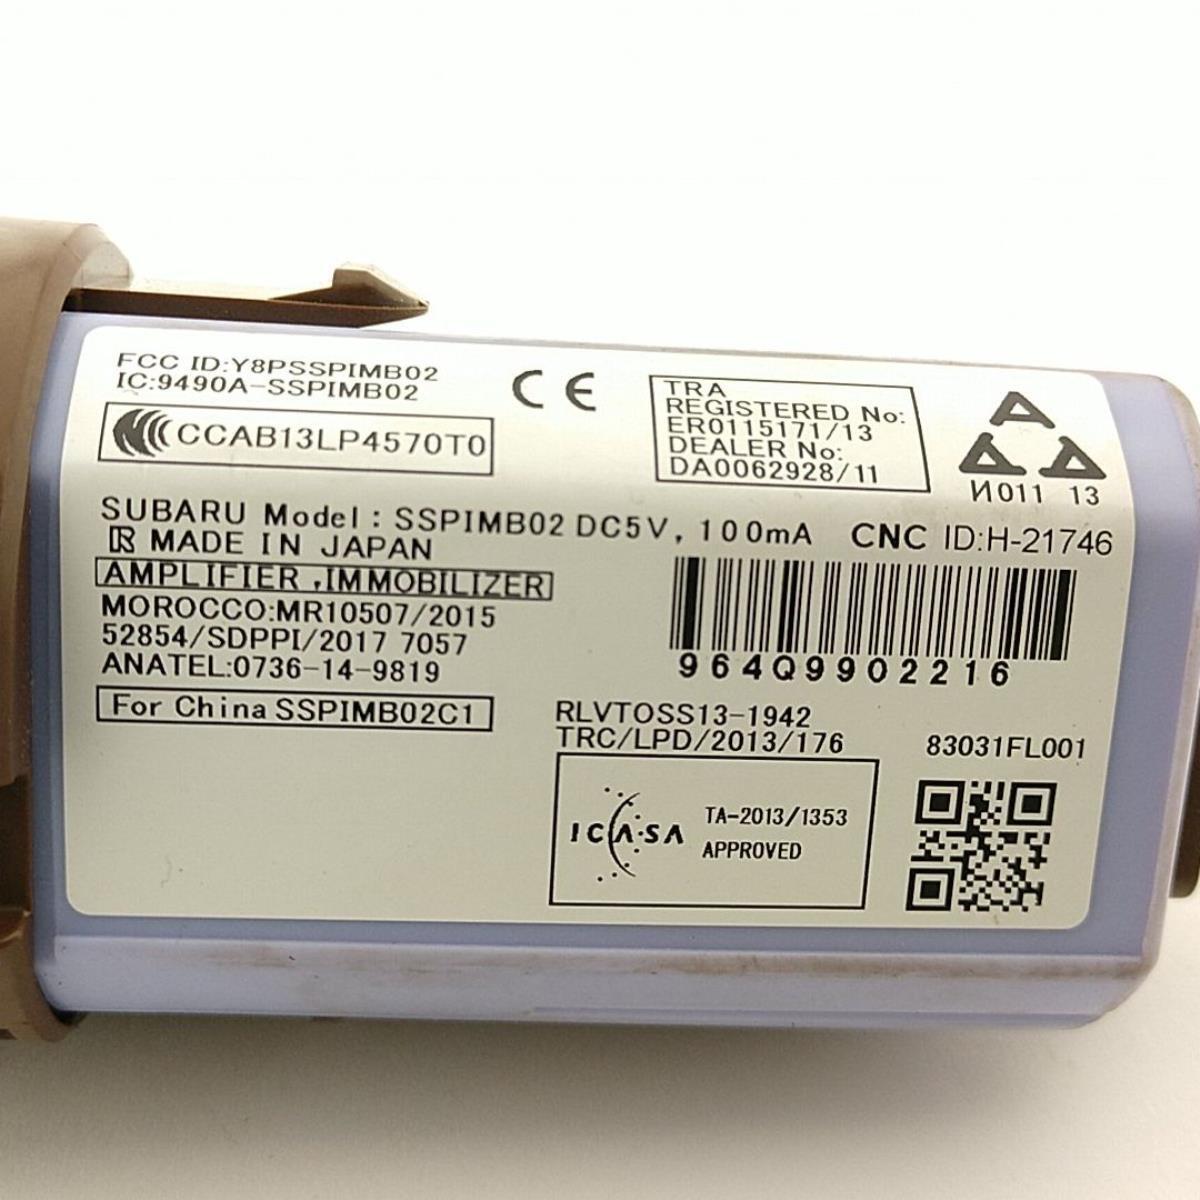 FCC ID:Y8PSSPIMB02
IC:9490A-SSPIMB02
CCAB13LP4570T0
CE
TRA
REGISTERED No:
ER0115171/13
DEALER No:
DA0062928/11
И011 13
SUBARU Model : SSPIMB02 DC5V, 100mA
CNC ID:H-21746
R MADE IN JAPAN
AMPLIFIER ,IMMOBILIZER
MOROCCO:MR10507/2015
52854/SDPPI/2017 7057
ANATEL:0736-14-9819
For China SSPIMB02C1
964Q9902216
RLVTOSS13-1942
TRC/LPD/2013/176
83031FL001
ICASA
TA-2013/1353
APPROVED